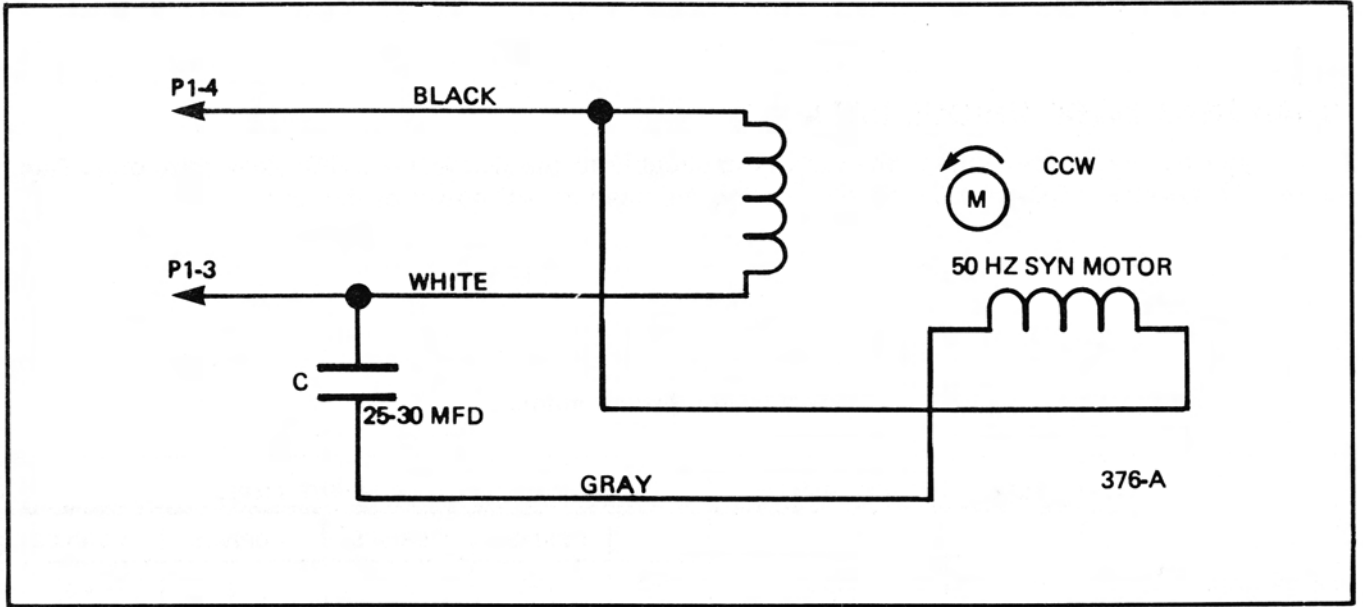 P1-4
BLACK
CCW
M
P1-3
WHITE
50 HZ SYN MOTOR
C
25-30 MFD
GRAY
376-A